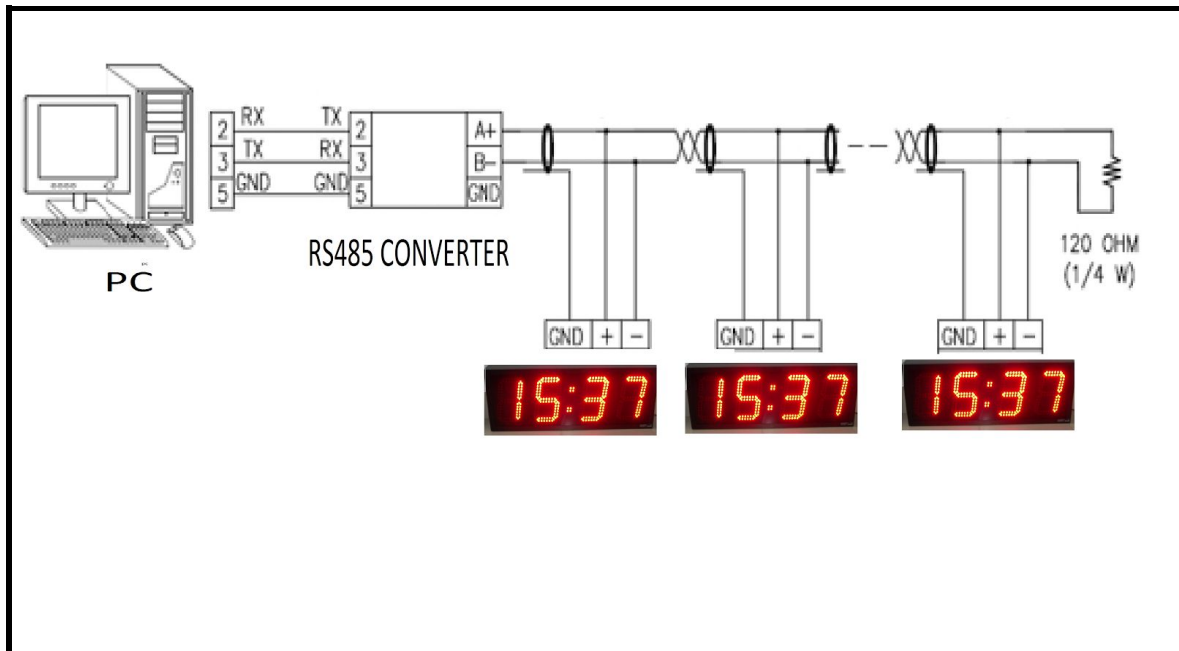 RX TX
2 2 A+
TX RX
3 3 B-
GND GND
5 5 GND
RS485 CONVERTER
PC
120 OHM
(1/4 W)
GND + - GND + - GND + -
15:37 15:37 15:37